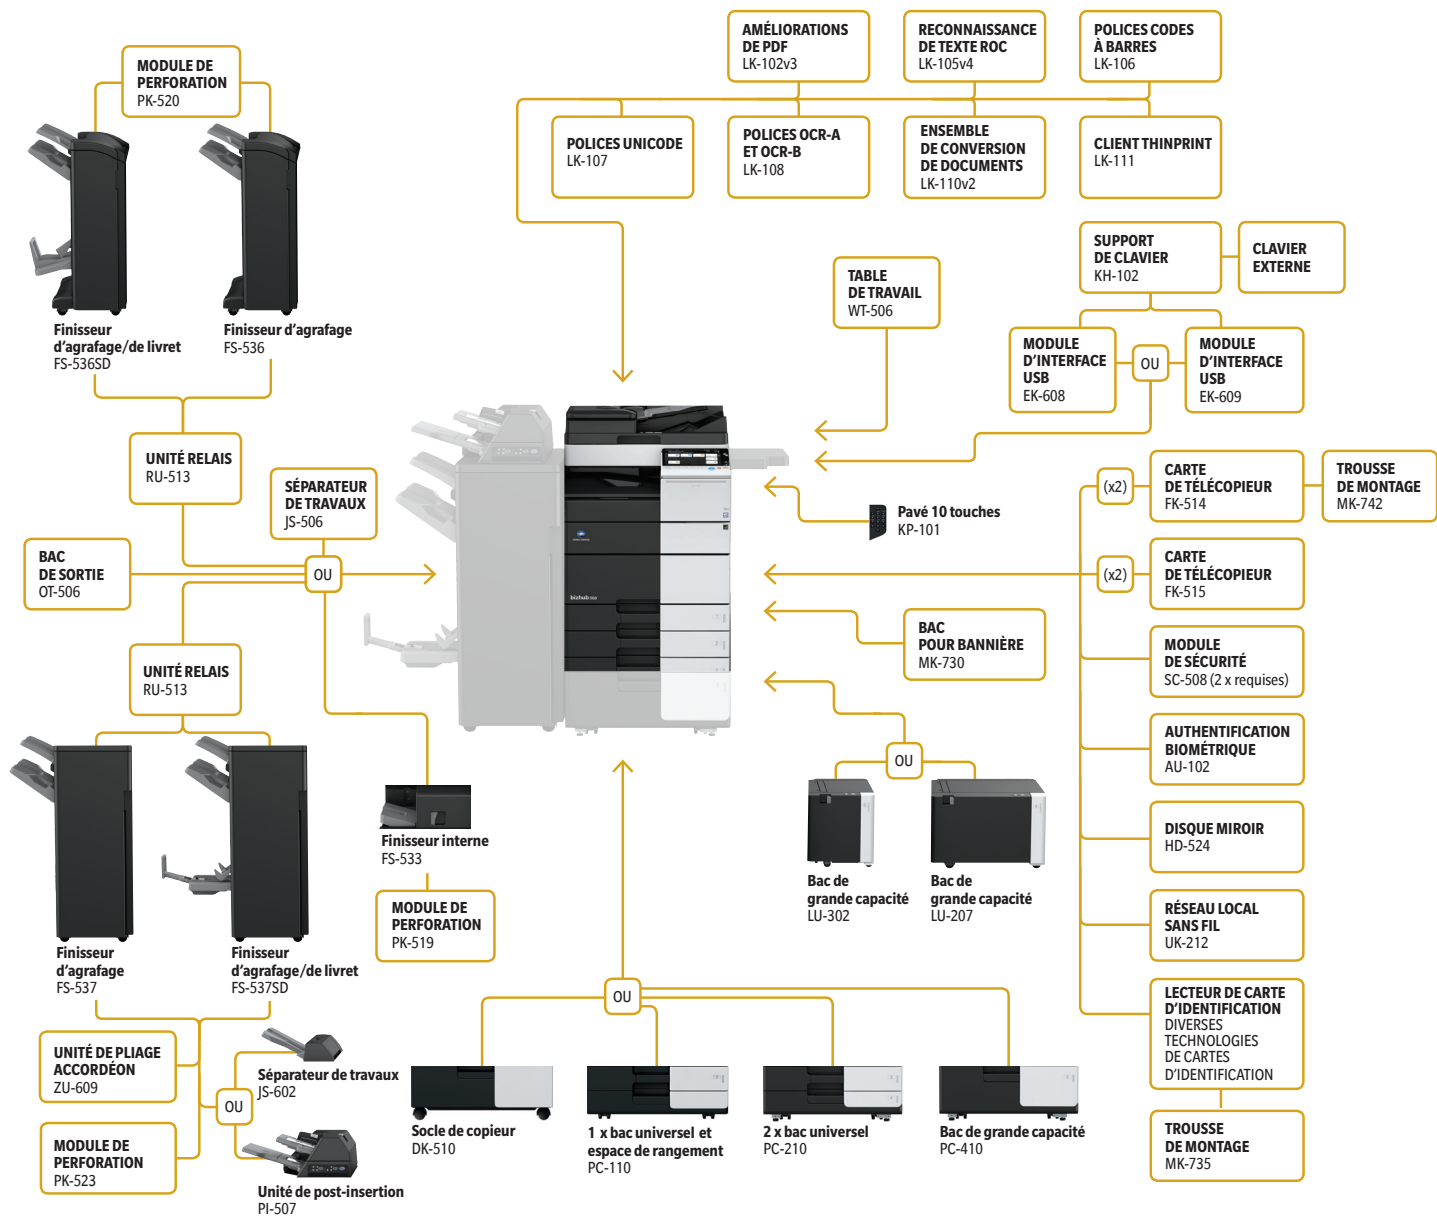 AMÉLIORATIONS
DE PDF
LK-102v3
RECONNAISSANCE
DE TEXTE ROC
LK-105v4
POLICES CODES
À BARRES
LK-106
MODULE DE
PERFORATION
PK-520
POLICES UNICODE
LK-107
POLICES OCR-A
ET OCR-B
LK-108
ENSEMBLE
DE CONVERSION
DE DOCUMENTS
LK-110v2
CLIENT THINPRINT
LK-111
SUPPORT
DE CLAVIER
KH-102
CLAVIER
EXTERNE
TABLE
DE TRAVAIL
WT-506
MODULE
D'INTERFACE
USB
EK-608
OU
MODULE
D'INTERFACE
USB
EK-609
Finisseur
d'agrafage/de livret
FS-536SD
Finisseur d'agrafage
FS-536
UNITÉ RELAIS
RU-513
SÉPARATEUR
DE TRAVAUX
JS-506
BAC
DE SORTIE
OT-506
OU
UNITÉ RELAIS
RU-513
bizhub
Pavé 10 touches
KP-101
(x2)
CARTE
DE TÉLÉCOPIEUR
FK-514
TROUSSE
DE MONTAGE
MK-742
(x2)
CARTE
DE TÉLÉCOPIEUR
FK-515
BAC
POUR BANNIÈRE
MK-730
MODULE
DE SÉCURITÉ
SC-508 (2 x requises)
AUTHENTIFICATION
BIOMÉTRIQUE
AU-102
OU
DISQUE MIROIR
HD-524
Finisseur interne
FS-533
MODULE DE
PERFORATION
PK-519
Bac de
grande capacité
LU-302
Bac de
grande capacité
LU-207
RÉSEAU LOCAL
SANS FIL
UK-212
Finisseur
d'agrafage
FS-537
Finisseur
d'agrafage/de livret
FS-537SD
OU
LECTEUR DE CARTE
D'IDENTIFICATION
DIVERSES
TECHNOLOGIES
DE CARTES
D'IDENTIFICATION
UNITÉ DE PLIAGE
ACCORDÉON
ZU-609
Séparateur de travaux
JS-602
OU
MODULE DE
PERFORATION
PK-523
Unité de post-insertion
PI-507
Socle de copieur
DK-510
1 x bac universel et
espace de rangement
PC-110
2 x bac universel
PC-210
Bac de grande capacité
PC-410
TROUSSE
DE MONTAGE
MK-735